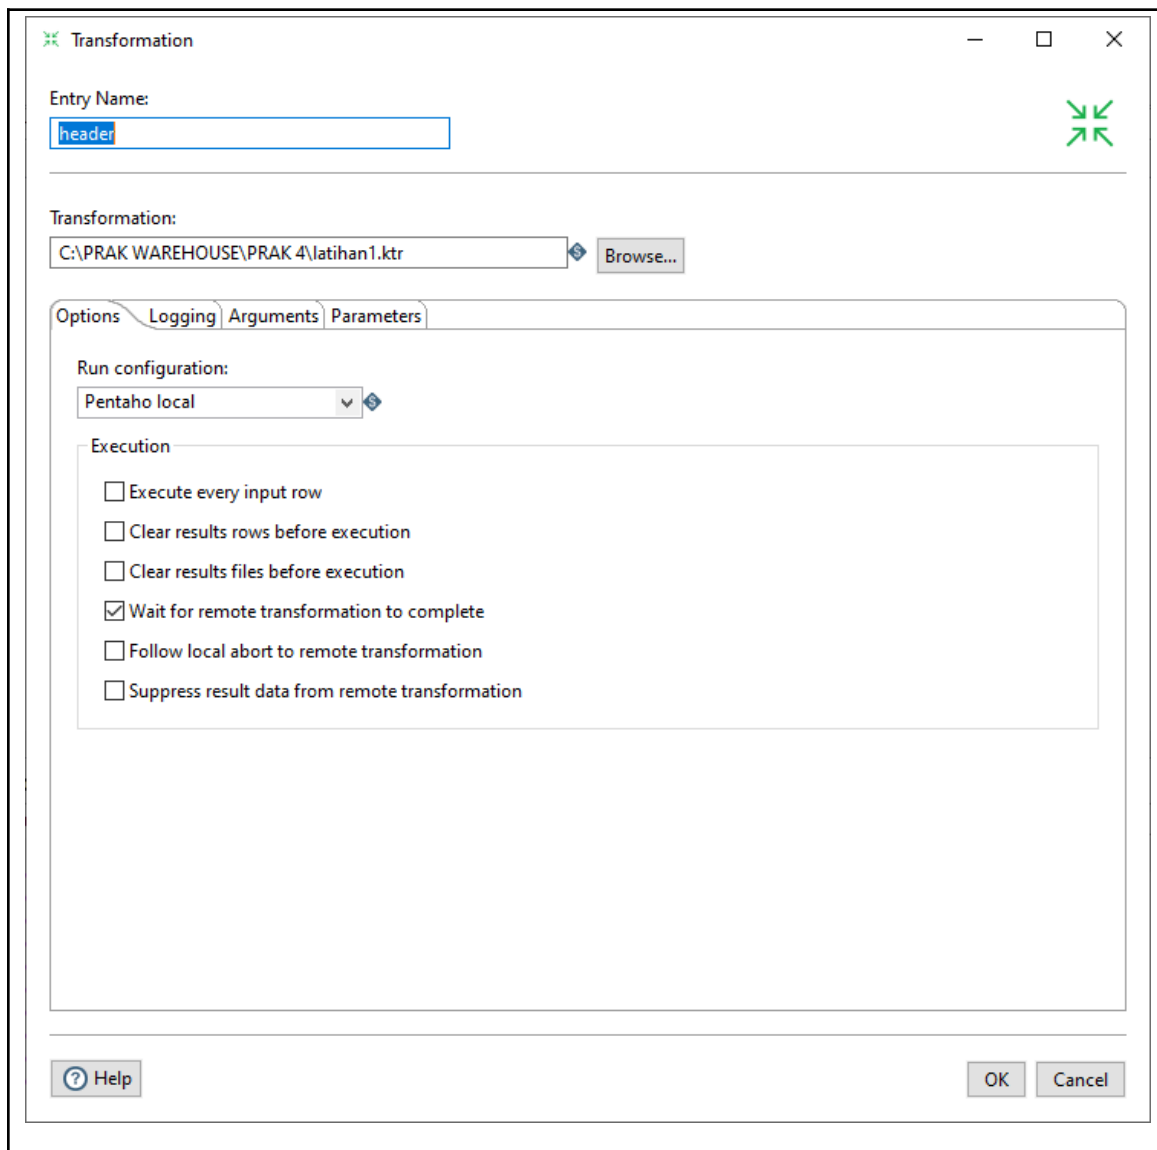 Transformation
Entry Name:
header
Transformation:
C:\PRAK WAREHOUSE\PRAK 4\latihan1.ktr
Browse...
Options Logging Arguments Parameters
Run configuration:
Pentaho local
Execution
Execute every input row
Clear results rows before execution
Clear results files before execution
Wait for remote transformation to complete
Follow local abort to remote transformation
Suppress result data from remote transformation
Help OK Cancel